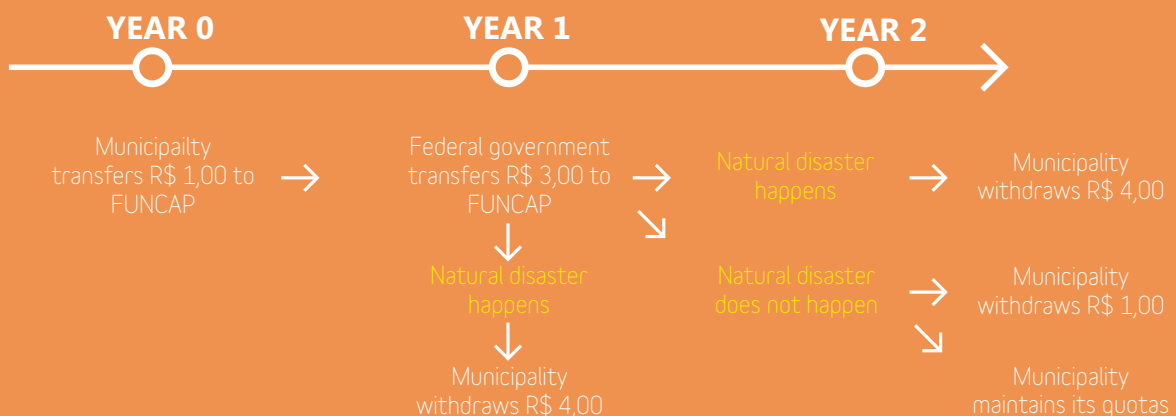 YEAR 0
YEAR 1
YEAR 2
Municipailty
transfers R$ 1,00 to
FUNCAP
Federal government
transfers R$ 3,00 to
FUNCAP
Natural disaster
happens
Municipality
withdraws R$ 4,00
Natural disaster
happens
Municipality
withdraws R$ 4,00
Natural disaster
does not happen
Municipality
withdraws R$ 1,00
Municipality
maintains its quotas